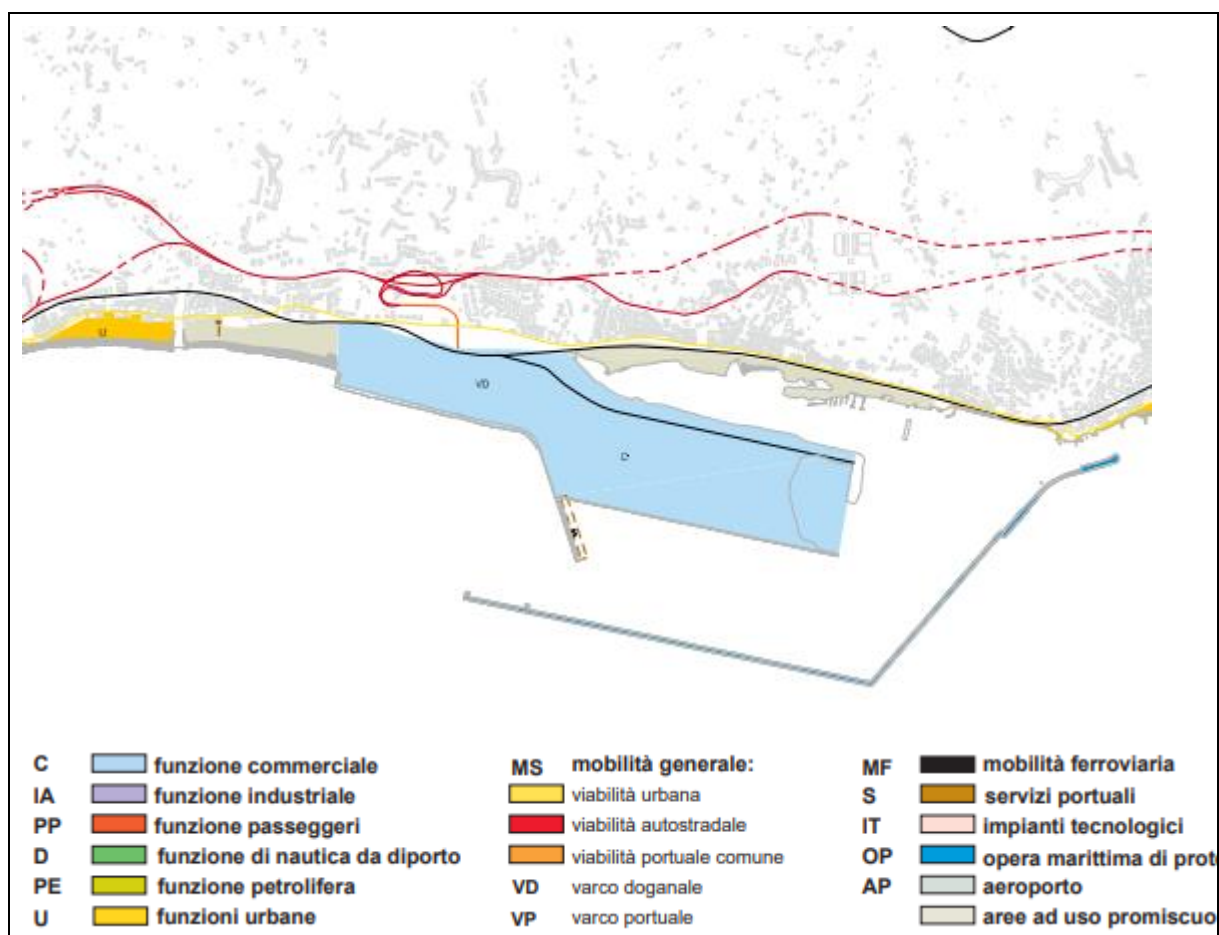 U
VD
C
C funzione commerciale MS mobilità generale: MF mobilità ferroviaria
IA funzione industriale viabilità urbana S servizi portuali
PP funzione passeggeri viabilità autostradale IT impianti tecnologici
D funzione di nautica da diporto viabilità portuale comune OP opera marittima di prot
PE funzione petrolifera VD varco doganale AP aeroporto
U funzioni urbane VP varco portuale aree ad uso promiscuo